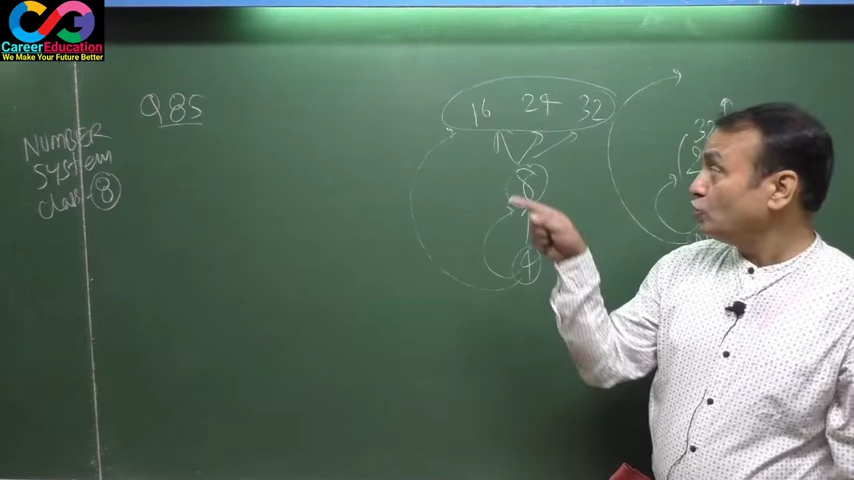 CareerEducation
We Make Your Future Better
985
NUMBER
System
class-8
16 24 32
8
4